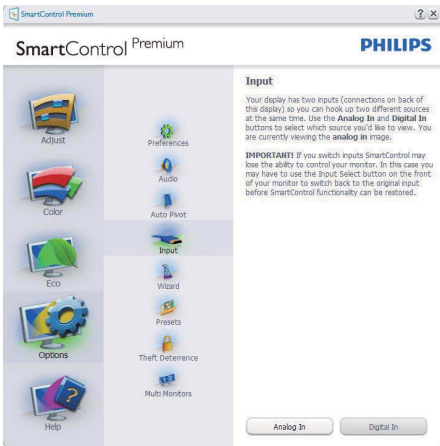 SmartControl Premium
SmartControl Premium
PHILIPS
Adjust
Color
Eco
Options
Help
Preferences
Audio
Auto Pivot
Input
Wizard
Presets
Theft Deterrence
Multi Monitors
Input
Your display has two inputs (connections on back of
this display) so you can hook up two different sources
at the same time. Use the Analog In and Digital In
buttons to select which source you'd like to view. You
are currently viewing the analog in image.
IMPORTANT! If you switch inputs SmartControl may
lose the ability to control your monitor. In this case you
may have to use the Input Select button on the front
of your monitor to switch back to the original input
before SmartControl functionality can be restored.
Analog In
Digital In